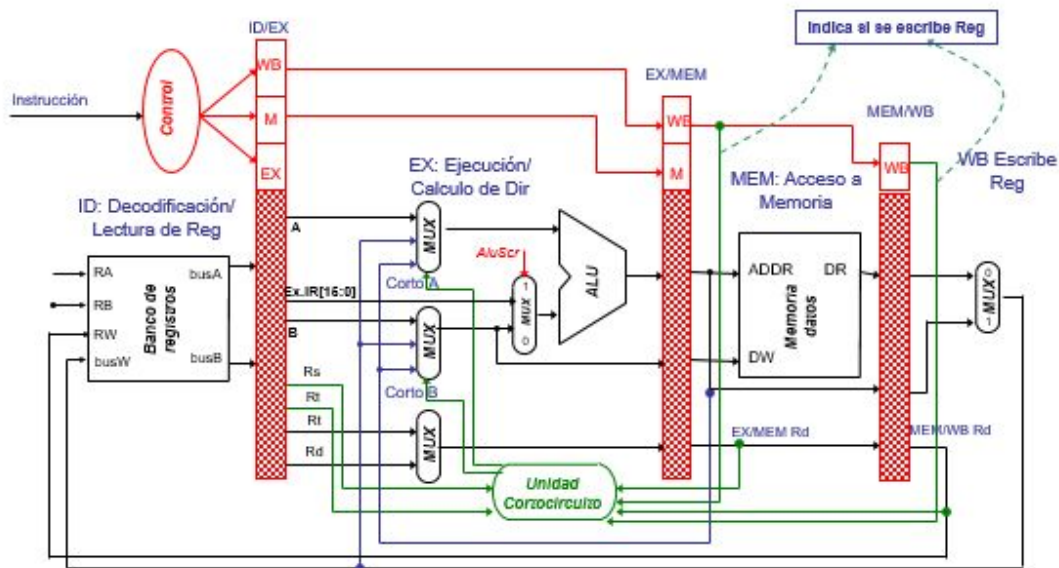 Indica si se escribe Reg
ID/EX
WB
EX/MEM
Instrucción
Control
M
WB
MEM/WB
EX
M
WB
WB Escribe
Reg
EX: Ejecución/
Calculo de Dir
MEM: Acceso a
Memoria
ID: Decodificación/
Lectura de Reg
A
MUX
AluScr
ALU
RA
busA
RB
RW
busW
busB
Banco de
registros
Corto A
Ex.IR[16:0]
B
1
MUX
0
MUX
ADDR
DR
DW
Memoria
datos
0
MUX
1
Rs
Rt
Rt
Rd
Corto B
MUX
EX/MEM Rd
MEM/WB Rd
Unidad
Cortocircuito